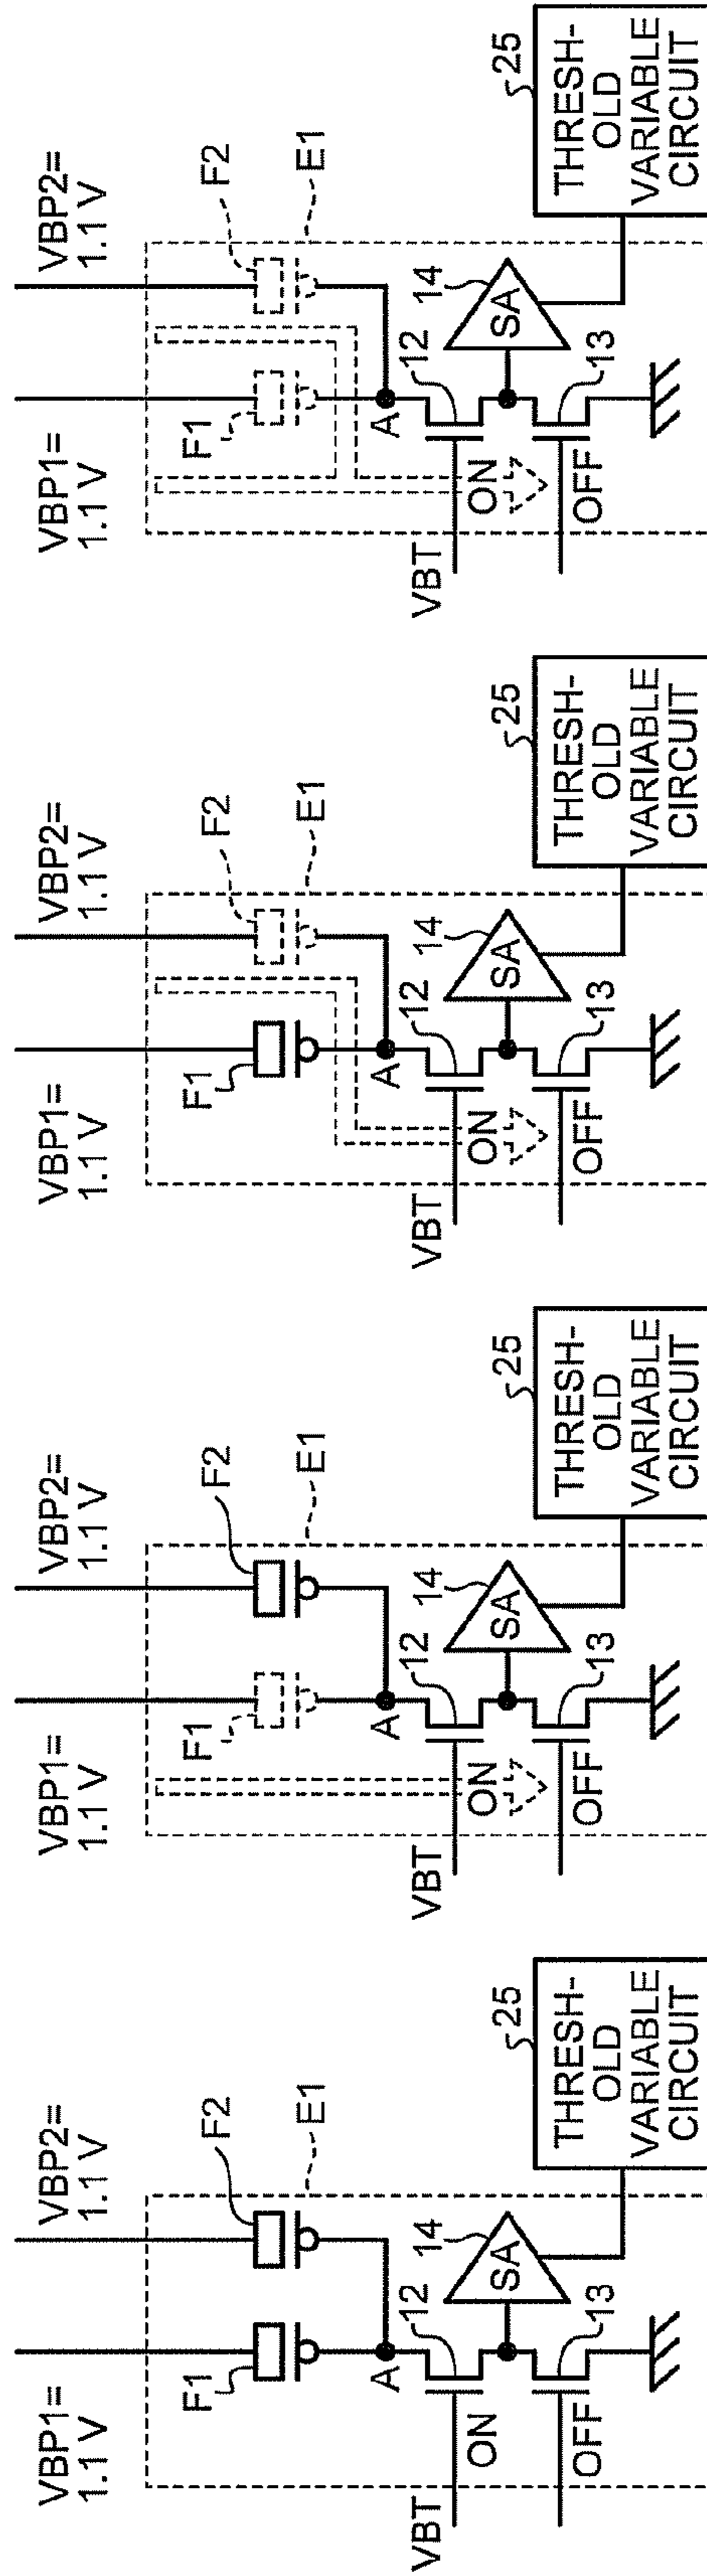 VBP1=
1.1 V
VBP2=
1.1 V
F1
F2
E1
A
12
14
25
VBT
ON
SA
OFF
13
THRESH-
OLD
VARIABLE
CIRCUIT
VBP1=
1.1 V
VBP2=
1.1 V
F1
F2
E1
A
12
14
25
VBT
ON
SA
OFF
13
THRESH-
OLD
VARIABLE
CIRCUIT
VBP1=
1.1 V
VBP2=
1.1 V
F1
F2
E1
A
12
14
25
VBT
ON
SA
OFF
13
THRESH-
OLD
VARIABLE
CIRCUIT
VBP1=
1.1 V
VBP2=
1.1 V
F1
F2
E1
A
12
14
25
VBT
ON
SA
OFF
13
THRESH-
OLD
VARIABLE
CIRCUIT